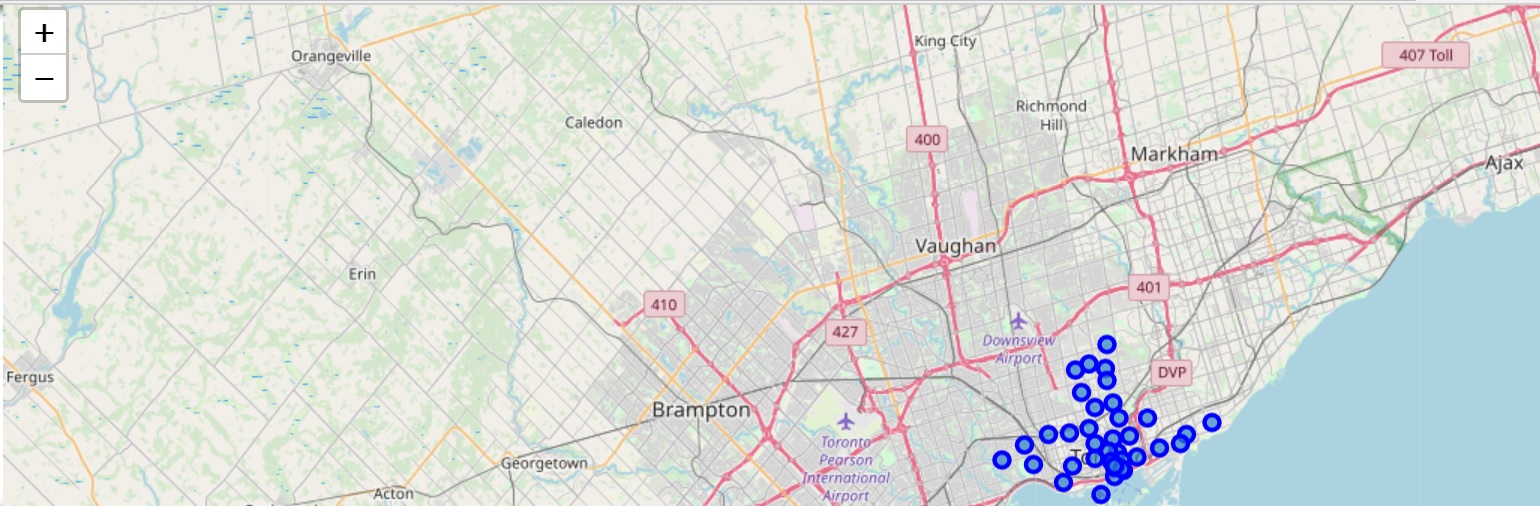 +
−
Orangeville
King City
407 Toll
Caledon
Richmond
Hill
400
Markham
Ajax
Vaughan
Erin
410
401
427
Downsview
Airport
DVP
Fergus
Brampton
Toronto
Pearson
International
Airport
Georgetown
Acton